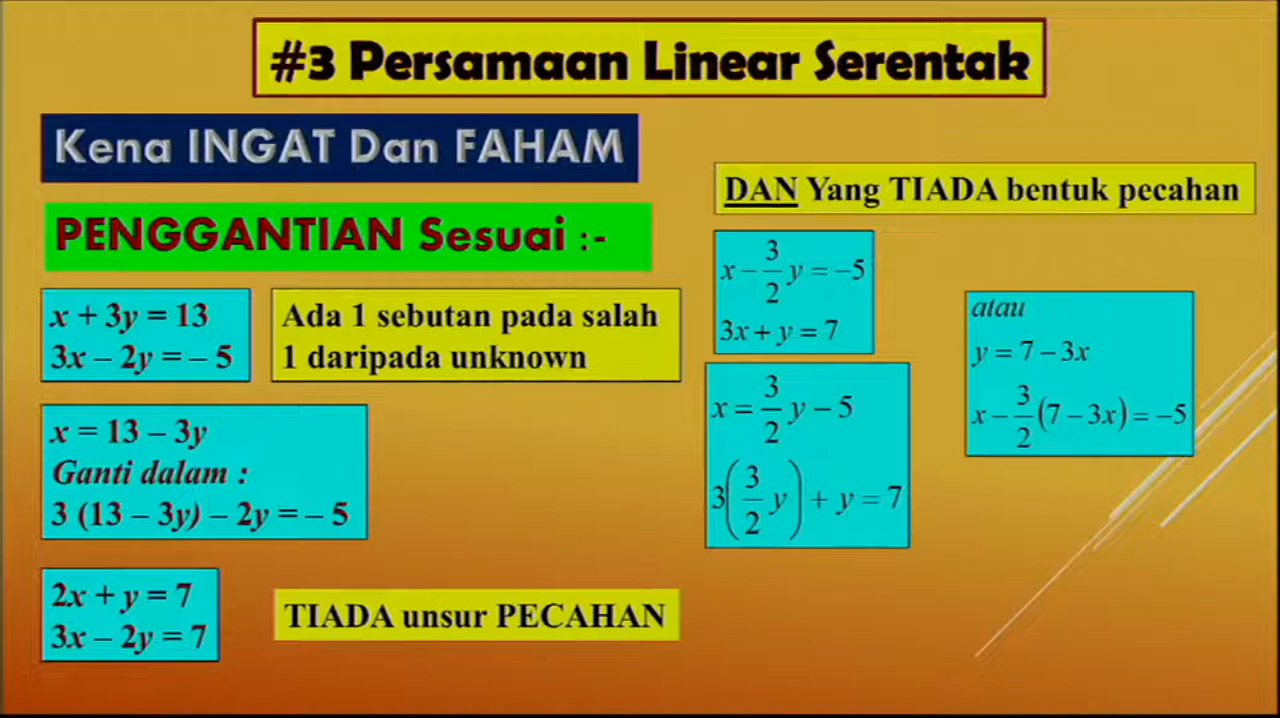 #3 Persamaan Linear Serentak
Kena INGAT Dan FAHAM
PENGGANTIAN Sesuai :-
x + 3y = 13
3x – 2y = – 5
Ada 1 sebutan pada salah
1 daripada unknown
x = 13 – 3y
Ganti dalam :
3 (13 – 3y) – 2y = – 5
2x + y = 7
3x – 2y = 7
TIADA unsur PECAHAN
DAN Yang TIADA bentuk pecahan
x – 3/2 y = –5
3x + y = 7
x = 3/2 y – 5
3(3/2 y) + y = 7
atau
y = 7 – 3x
x – 3/2 (7 – 3x) = –5